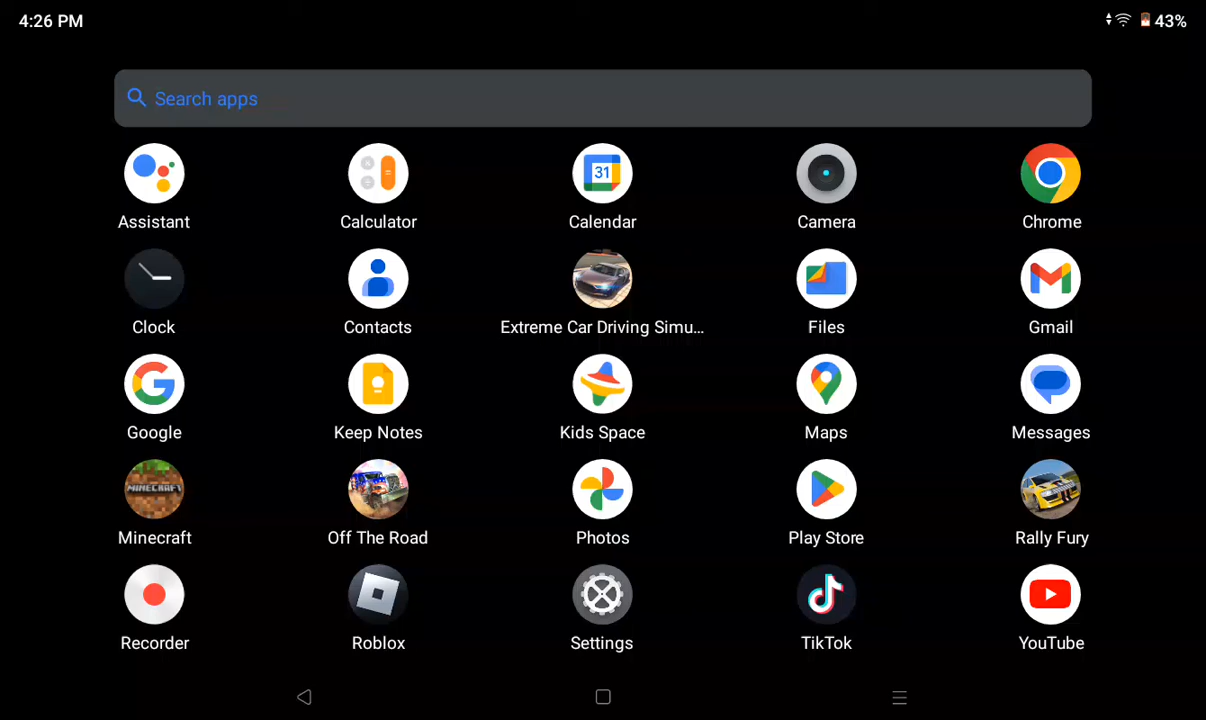 4:26 PM 43%
Search apps
Assistant Calculator Calendar Camera Chrome
Clock Contacts Extreme Car Driving Simu... Files Gmail
Google Keep Notes Kids Space Maps Messages
Minecraft Off The Road Photos Play Store Rally Fury
Recorder Roblox Settings TikTok YouTube
31
MINECRAFT